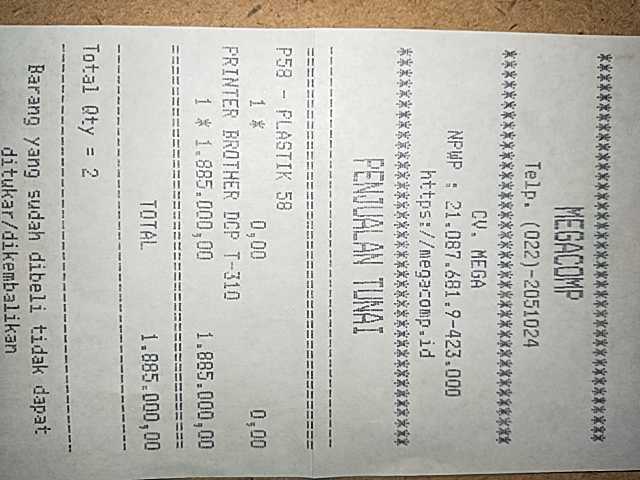 ****************************************
MEGACOMP
Telp. (022)-2051024
****************************************
CV. MEGA
NPWP : 21.087.681.9-423.000
https://megacomp.id
****************************************
PENJUALAN TUNAI
----------------------------------------
========================================
P58 - PLASTIK 58
1 * 0,00 0,00
PRINTER BROTHER DCP T-310
1 * 1.885.000,00 1.885.000,00
========================================
TOTAL 1.885.000,00
----------------------------------------
Total Qty = 2
----------------------------------------
Barang yang sudah dibeli tidak dapat
ditukar/dikembalikan